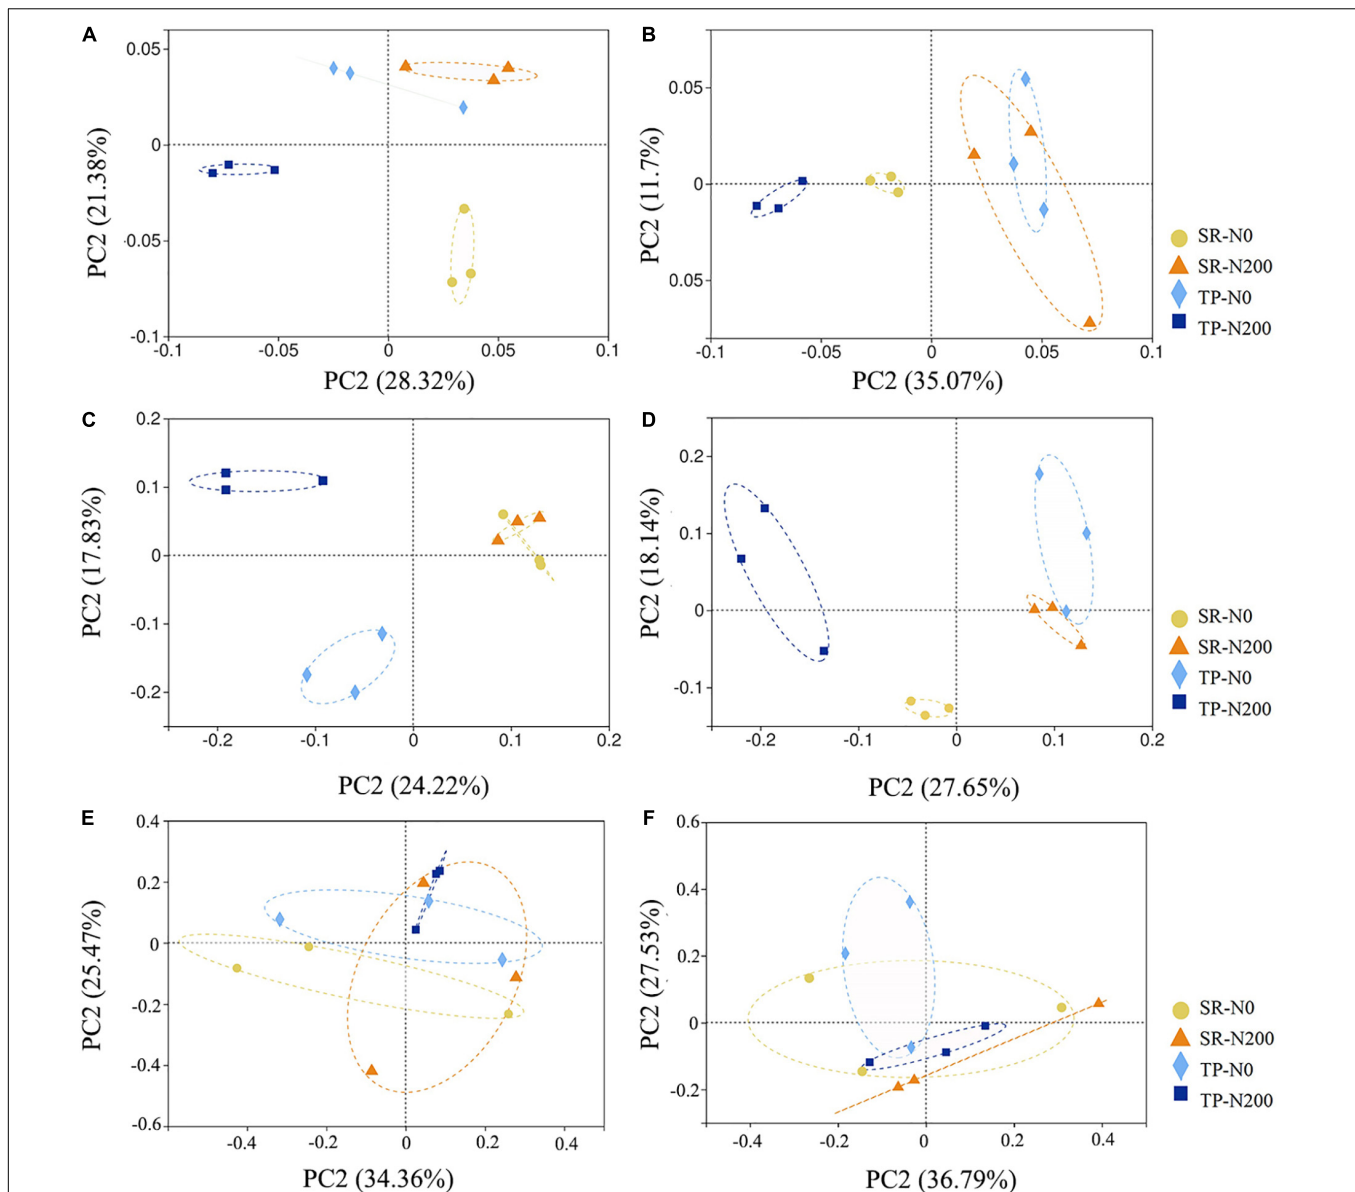 A
0.05
0
-0.05
-0.1
-0.1
-0.05
0
0.05
0.1
PC2 (21.38%)
PC2 (28.32%)
B
0.05
0
0.05
-0.1
-0.05
0
0.05
0.1
PC2 (11.7%)
PC2 (35.07%)
SR-N0
SR-N200
TP-N0
TP-N200
C
0.2
0.1
0
-0.1
-0.2
-0.2
-0.1
0
0.1
0.2
PC2 (17.83%)
PC2 (24.22%)
D
0.2
0.1
0
-0.1
-0.2
-0.1
0
0.1
0.2
PC2 (18.14%)
PC2 (27.65%)
SR-N0
SR-N200
TP-N0
TP-N200
E
0.4
0.2
0
-0.2
-0.4
-0.6
-0.4
-0.2
0
0.2
0.4
PC2 (25.47%)
PC2 (34.36%)
F
0.6
0.4
0.2
0
-0.2
-0.4
-0.2
0
0.2
0.4
PC2 (27.53%)
PC2 (36.79%)
SR-N0
SR-N200
TP-N0
TP-N200